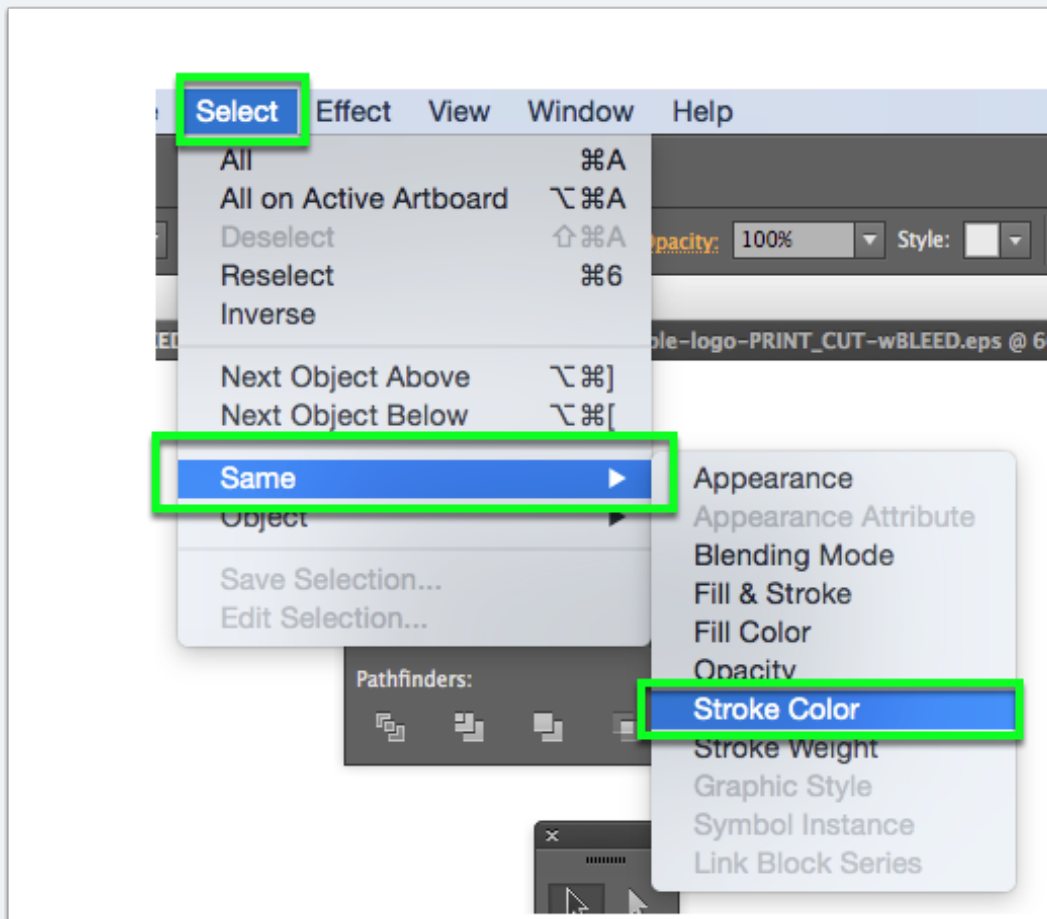 Select Effect View Window Help
All ⌘A
All on Active Artboard ⌥⌘A
Deselect ⇧⌘A
Opacity: 100% Style:
Reselect ⌘6
Inverse
ple-logo-PRINT_CUT-wBLEED.eps @ 6
Next Object Above ⌥⌘]
Next Object Below ⌥⌘[
Same
Object
Save Selection...
Edit Selection...
Appearance
Appearance Attribute
Blending Mode
Fill & Stroke
Fill Color
Opacity
Stroke Color
Stroke Weight
Graphic Style
Symbol Instance
Link Block Series
Pathfinders: